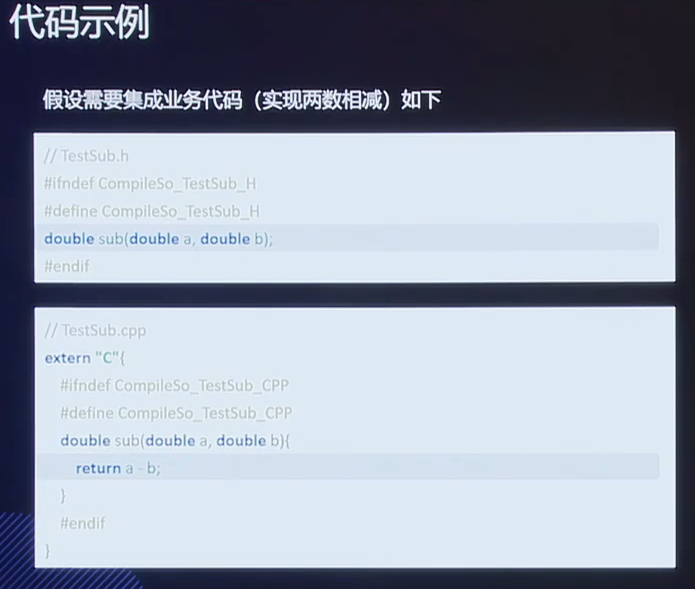 代码示例
假设需要集成业务代码（实现两数相减）如下
// TestSub.h
#ifndef CompileSo_TestSub_H
#define CompileSo_TestSub_H
double sub(double a, double b);
#endif
// TestSub.cpp
extern "C"{
#ifndef CompileSo_TestSub_CPP
#define CompileSo_TestSub_CPP
double sub(double a, double b){
return a - b;
}
#endif
}